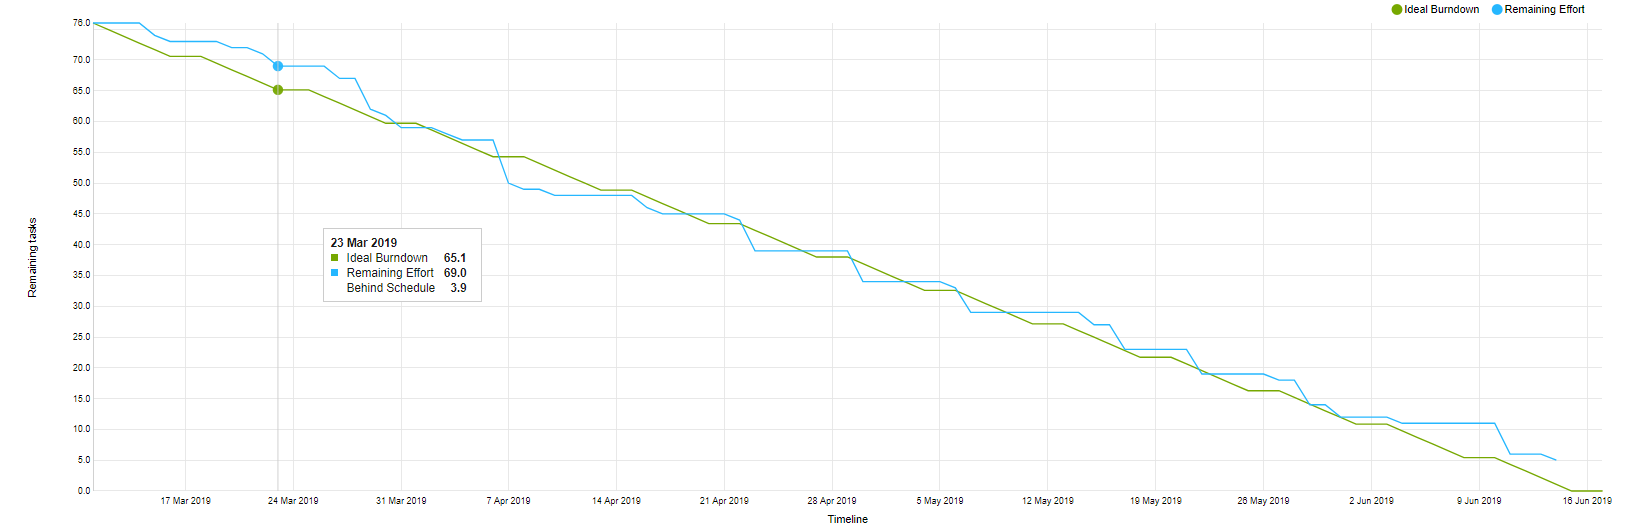 Ideal Burndown Remaining Effort
76.0
70.0
65.0
60.0
55.0
50.0
45.0
40.0
35.0
30.0
25.0
20.0
15.0
10.0
5.0
0.0
Remaining tasks
23 Mar 2019
Ideal Burndown 65.1
Remaining Effort 69.0
Behind Schedule 3.9
17 Mar 2019 24 Mar 2019 31 Mar 2019 7 Apr 2019 14 Apr 2019 21 Apr 2019 28 Apr 2019 5 May 2019 12 May 2019 19 May 2019 26 May 2019 2 Jun 2019 9 Jun 2019 16 Jun 2019
Timeline